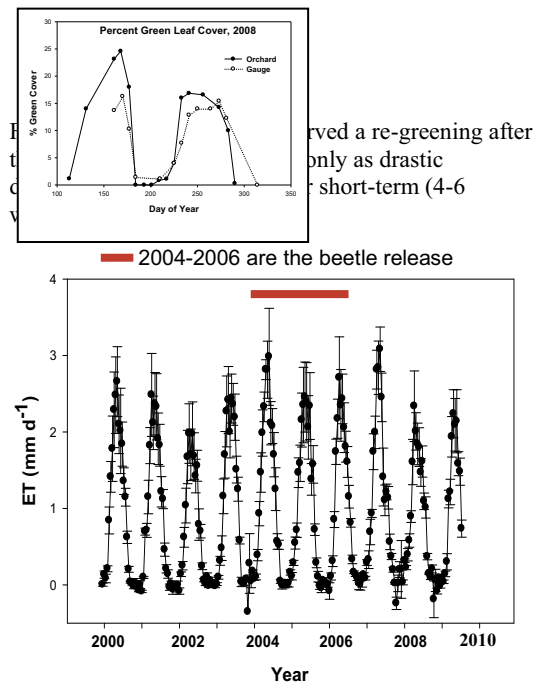 Percent Green Leaf Cover, 2008
Orchard
Gauge
30
25
20
15
10
5
0
% Green Cover
100 150 200 250 300 350
Day of Year
rved a re-greening after
only as drastic
short-term (4-6
2004-2006 are the beetle release
4
3
2
1
0
ET (mm d-1)
2000 2002 2004 2006 2008 2010
Year